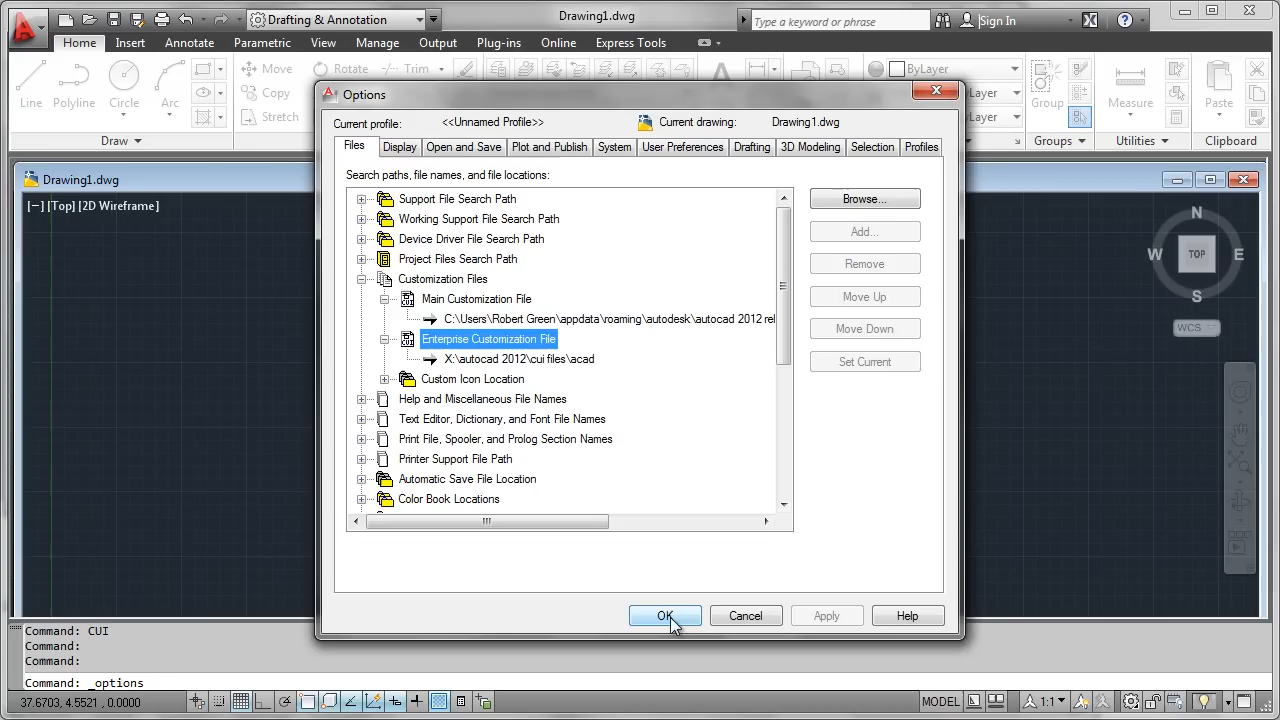 Drafting & Annotation
Drawing1.dwg
Type a keyword or phrase
Sign In
Home Insert Annotate Parametric View Manage Output Plug-ins Online Express Tools
Line
Polyline
Circle
Arc
Move
Copy
Stretch
Rotate
Trim
Draw
ByLayer
ByLayer
ByLayer
Group
Groups
Measure
Utilities
Paste
Clipboard
Drawing1.dwg
[−] [Top] [2D Wireframe]
N
W TOP E
S
WCS
Options
Current profile: <<Unnamed Profile>> Current drawing: Drawing1.dwg
Files Display Open and Save Plot and Publish System User Preferences Drafting 3D Modeling Selection Profiles
Search paths, file names, and file locations:
Support File Search Path
Working Support File Search Path
Device Driver File Search Path
Project Files Search Path
Customization Files
Main Customization File
C:\Users\Robert Green\appdata\roaming\autodesk\autocad 2012 rel
Enterprise Customization File
X:\autocad 2012\cui files\acad
Custom Icon Location
Help and Miscellaneous File Names
Text Editor, Dictionary, and Font File Names
Print File, Spooler, and Prolog Section Names
Printer Support File Path
Automatic Save File Location
Color Book Locations
Browse...
Add...
Remove
Move Up
Move Down
Set Current
OK Cancel Apply Help
Command: CUI
Command:
Command:
Command: _options
37.6703, 4.5521, 0.0000
MODEL
1:1